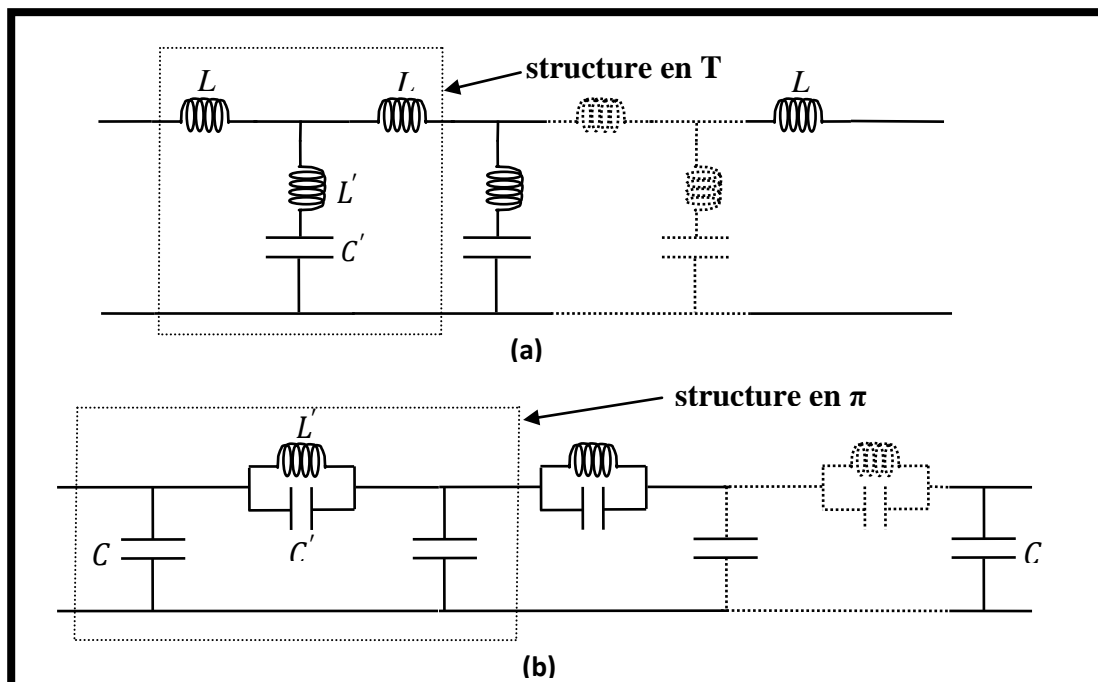 structure en T
L
L
L
L'
C'
(a)
structure en π
L'
C
C'
C
(b)